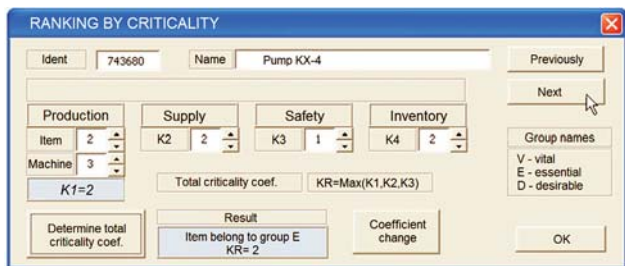 RANKING BY CRITICALITY
Ident 743680 Name Pump KX-4 Previously
Next
Production Supply Safety Inventory
Item 2 K2 2 K3 1 K4 2
Machine 3
K1=2
Group names
V - vital
E - essential
D - desirable
Total criticality coef. KR=Max(K1,K2,K3)
Determine total
criticality coef.
Result
Item belong to group E
KR= 2
Coefficient
change
OK